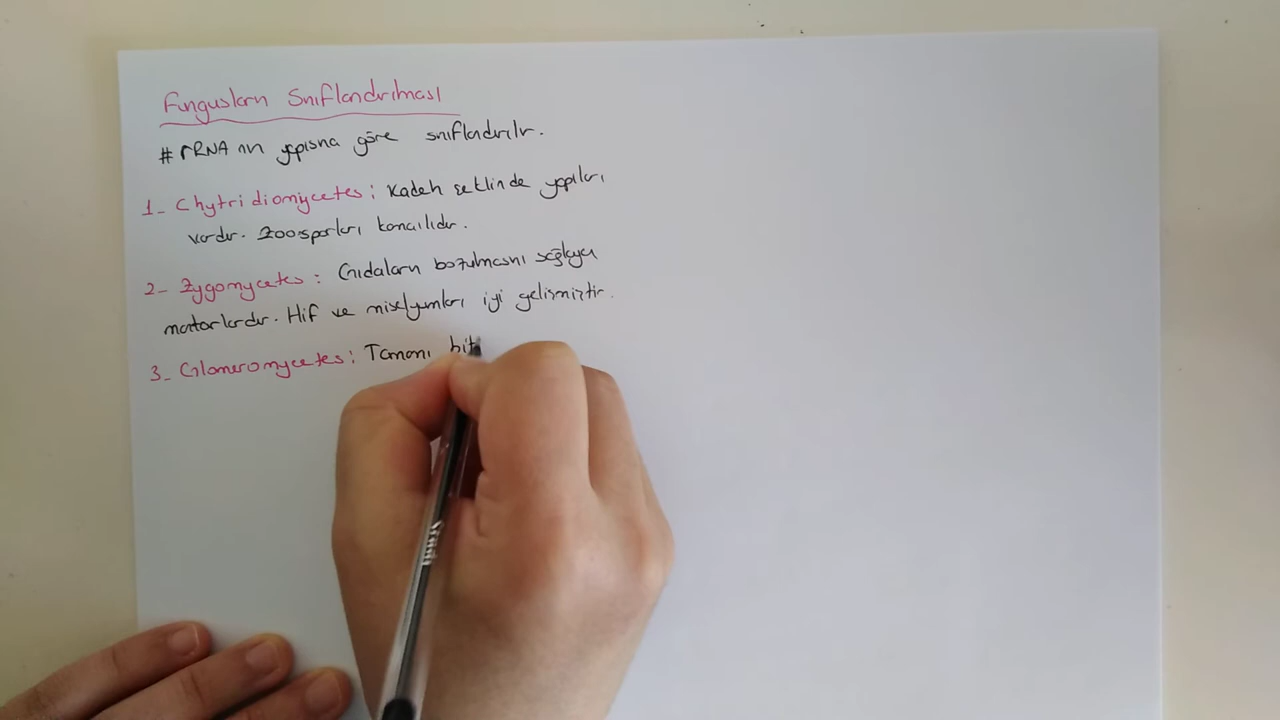 Fungusların Sınıflandırılması
# rRNA nın yapısına göre sınıflandırılır.
1- Chytridiomycetes: Kadeh şeklinde yapıları
vardır. Zoosporları kamçılıdır.
2- Zygomycetes: Gıdaların bozulmasını sağlayan
mantarlardır. Hif ve miselyumları iyi gelişmiştir.
3- Glomeromycetes: Tamamı bit